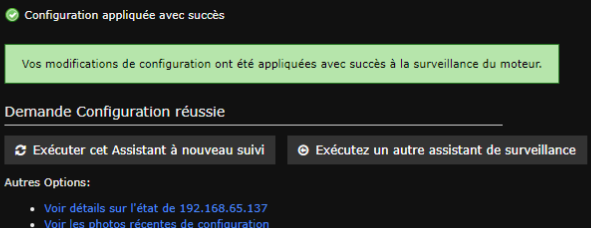 Configuration appliquée avec succès
Vos modifications de configuration ont été appliquées avec succès à la surveillance du moteur.
Demande Configuration réussie
Exécuter cet Assistant à nouveau suivi
Exécutez un autre assistant de surveillance
Autres Options:
Voir détails sur l'état de 192.168.65.137
Voir les photos récentes de configuration